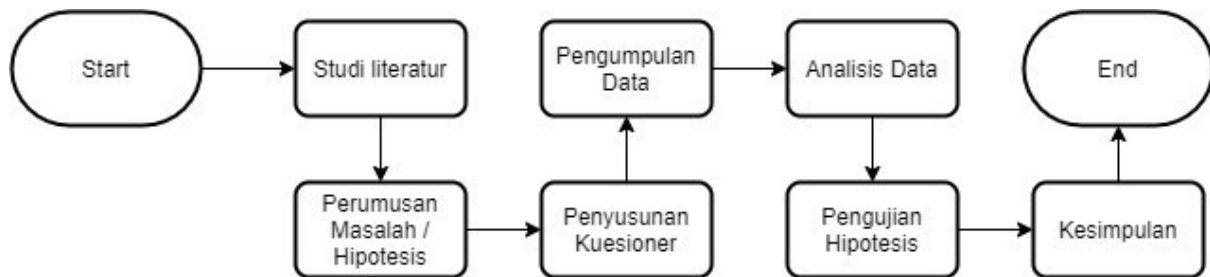 Start
Studi literatur
Perumusan
Masalah /
Hipotesis
Penyusunan
Kuesioner
Pengumpulan
Data
Analisis Data
Pengujian
Hipotesis
Kesimpulan
End